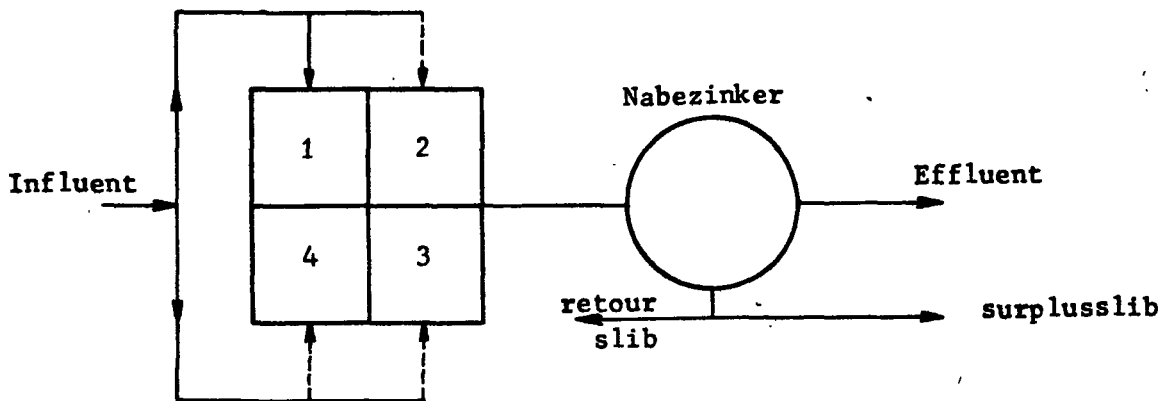 Nabezinker
1
2
Influent
Effluent
4
3
retour
slib
surplusslib